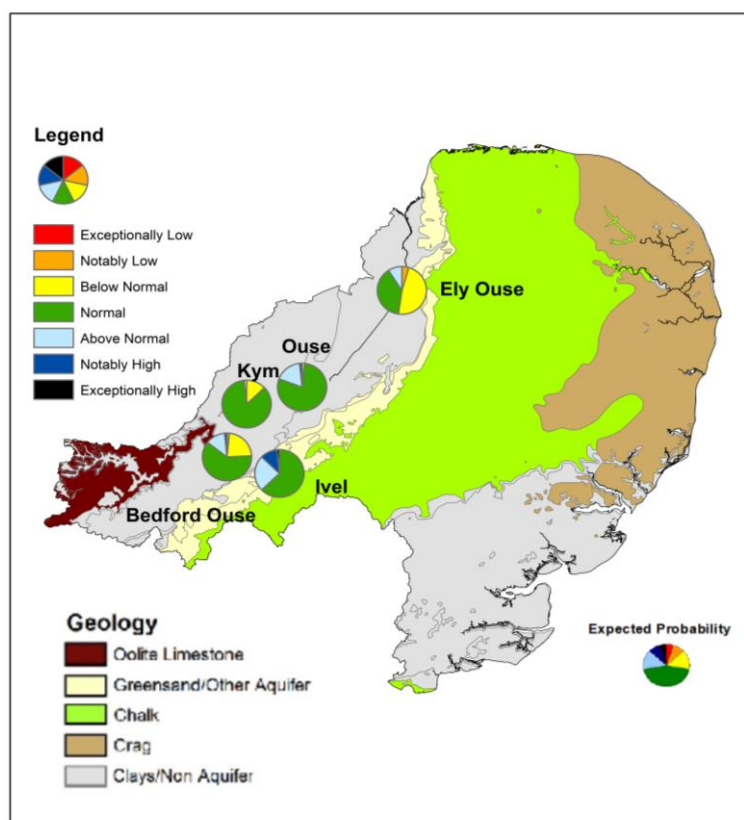 Legend
Exceptionally Low
Notably Low
Below Normal
Normal
Above Normal
Notably High
Exceptionally High
Ely Ouse
Ouse
Kym
Ivel
Bedford Ouse
Geology
Oolite Limestone
Greensand/Other Aquifer
Chalk
Crag
Clays/Non Aquifer
Expected Probability